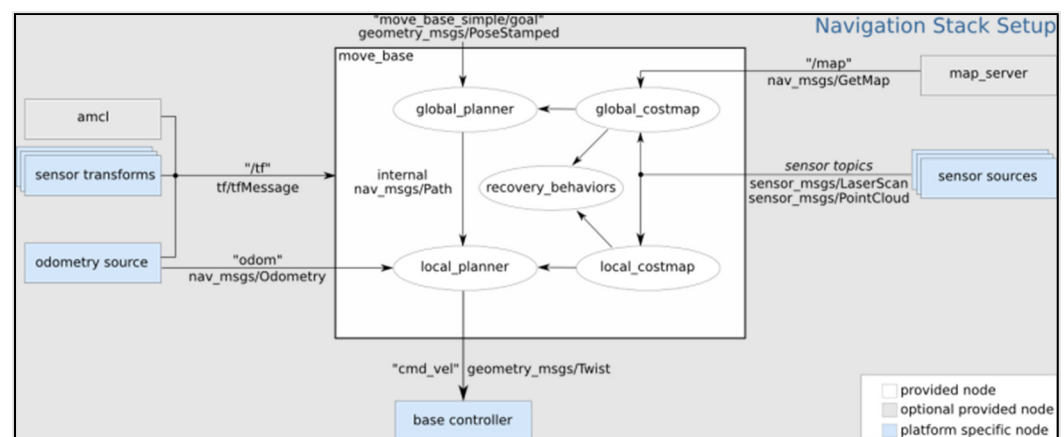 "move_base_simple/goal"
geometry_msgs/PoseStamped
Navigation Stack Setup
move_base
"/map"
nav_msgs/GetMap
map_server
amcl
global_planner
global_costmap
sensor transforms
"/tf"
tf/tfMessage
internal
nav_msgs/Path
recovery_behaviors
sensor topics
sensor_msgs/LaserScan
sensor_msgs/PointCloud
sensor sources
odometry source
"odom"
nav_msgs/Odometry
local_planner
local_costmap
"cmd_vel" geometry_msgs/Twist
base controller
provided node
optional provided node
platform specific node